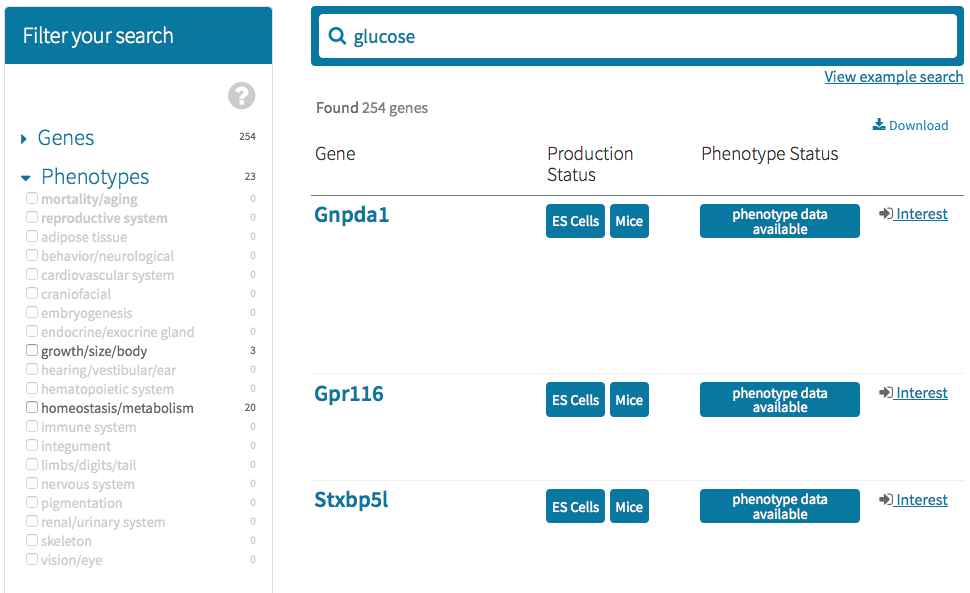 Filter your search
?
Genes 254
Phenotypes 23
mortality/aging 0
reproductive system 0
adipose tissue 0
behavior/neurological 0
cardiovascular system 0
craniofacial 0
embryogenesis 0
endocrine/exocrine gland 0
growth/size/body 3
hearing/vestibular/ear 0
hematopoietic system 0
homeostasis/metabolism 20
immune system 0
integument 0
limbs/digits/tail 0
nervous system 0
pigmentation 0
renal/urinary system 0
skeleton 0
vision/eye 0
glucose
View example search
Found 254 genes
Download
Gene
Production
Status
Phenotype Status
Gnpda1
ES Cells
Mice
phenotype data
available
Interest
Gpr116
ES Cells
Mice
phenotype data
available
Interest
Stxbp5l
ES Cells
Mice
phenotype data
available
Interest